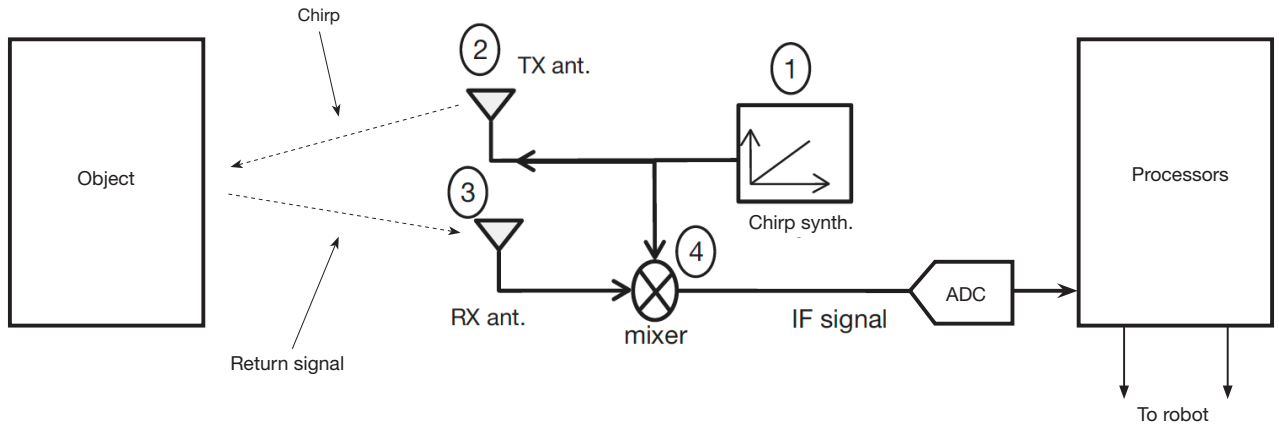 Chirp
2
TX ant.
1
Object
3
Processors
Chirp synth.
4
RX ant.
mixer
IF signal
ADC
Return signal
To robot